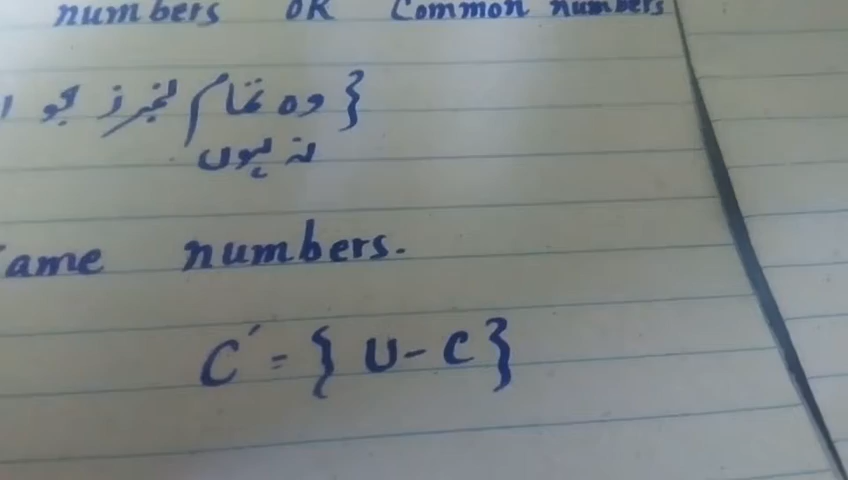 numbers OR Common numbers
{ وہ تمام نمبرز جو
نہ ہوں
ame numbers.
C' = { U - C }